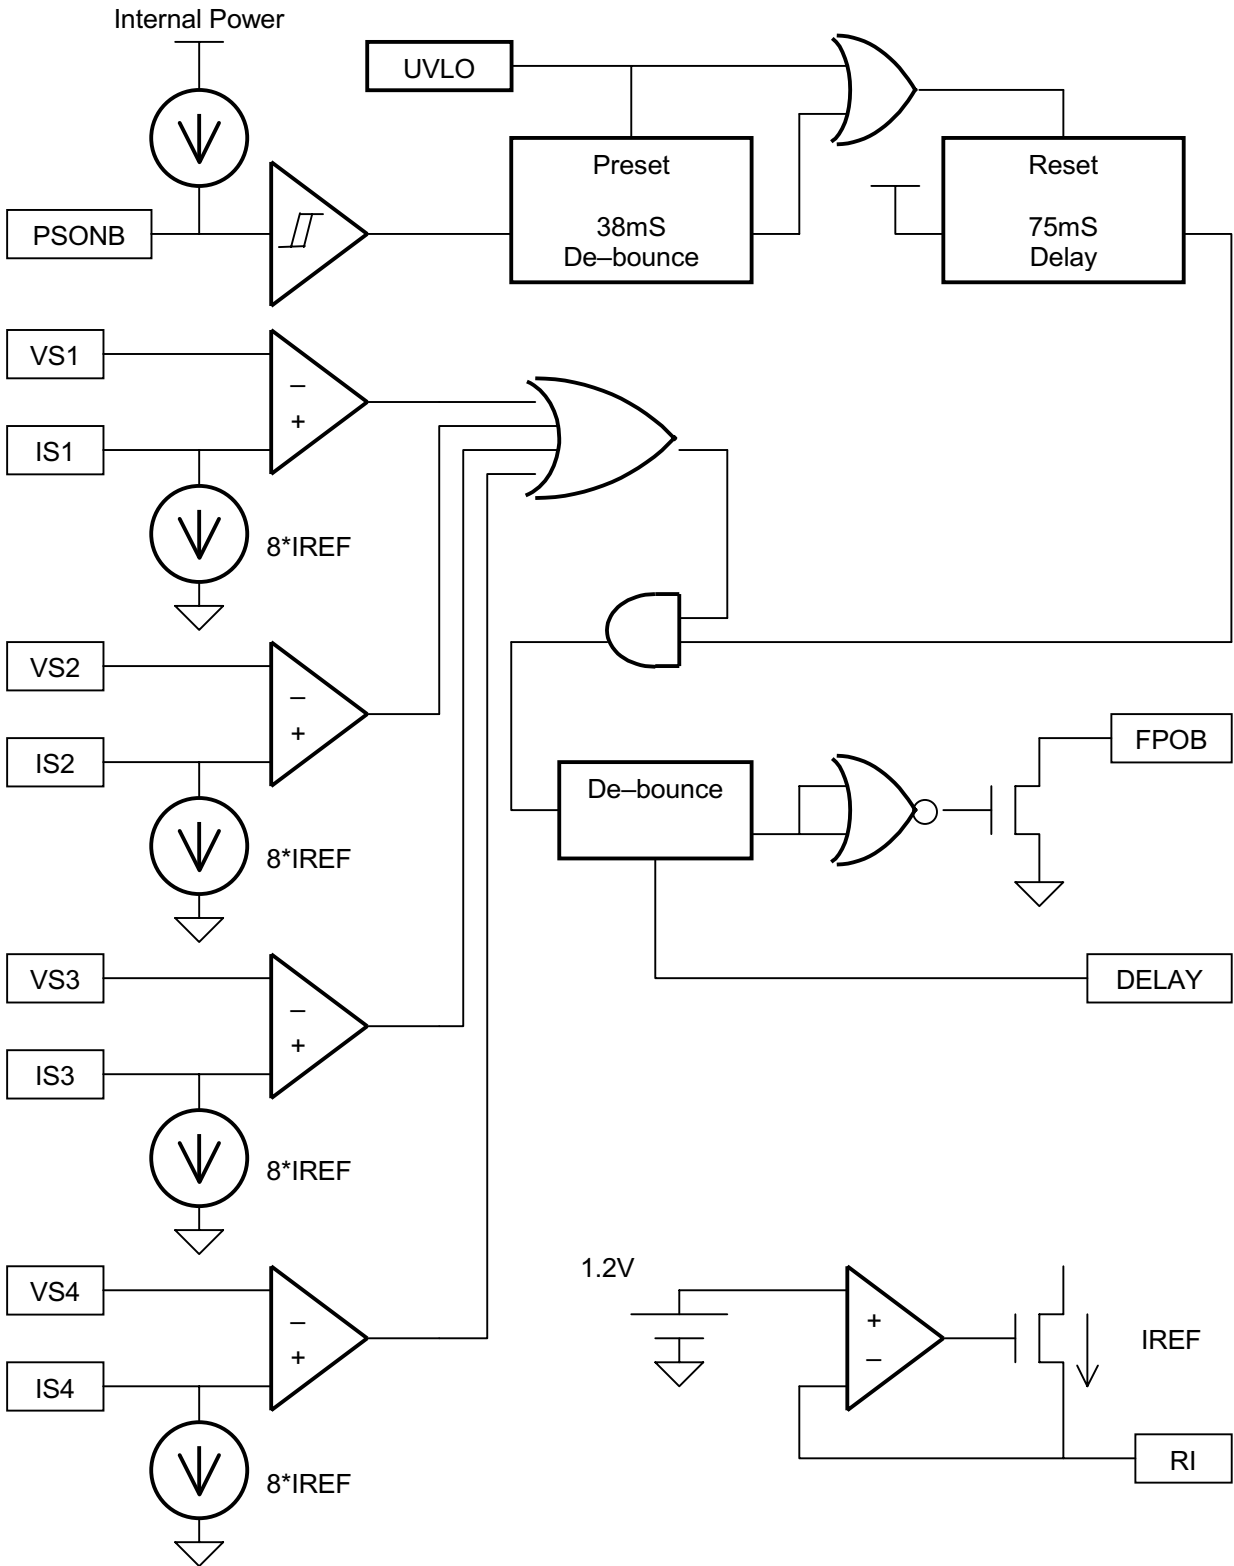 Internal Power
UVLO
Preset
38mS
De–bounce
Reset
75mS
Delay
PSONB
VS1
–
+
IS1
8*IREF
VS2
–
+
IS2
8*IREF
FPOB
De–bounce
VS3
–
+
IS3
8*IREF
DELAY
VS4
–
+
IS4
8*IREF
1.2V
+
–
IREF
RI